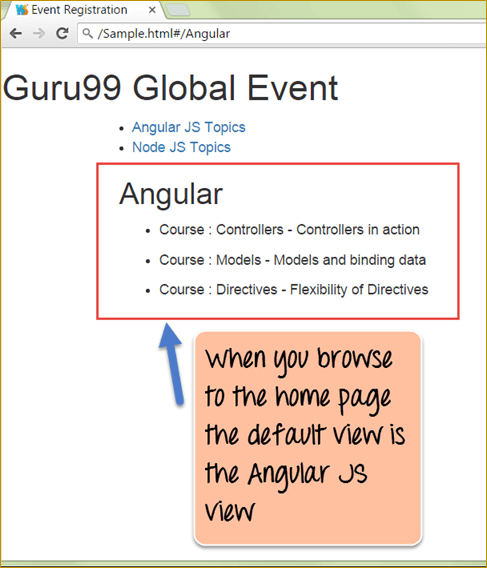 Event Registration
/Sample.html#/Angular
Guru99 Global Event
Angular JS Topics
Node JS Topics
Angular
Course : Controllers - Controllers in action
Course : Models - Models and binding data
Course : Directives - Flexibility of Directives
When you browse
to the home page
the default view is
the Angular JS
view